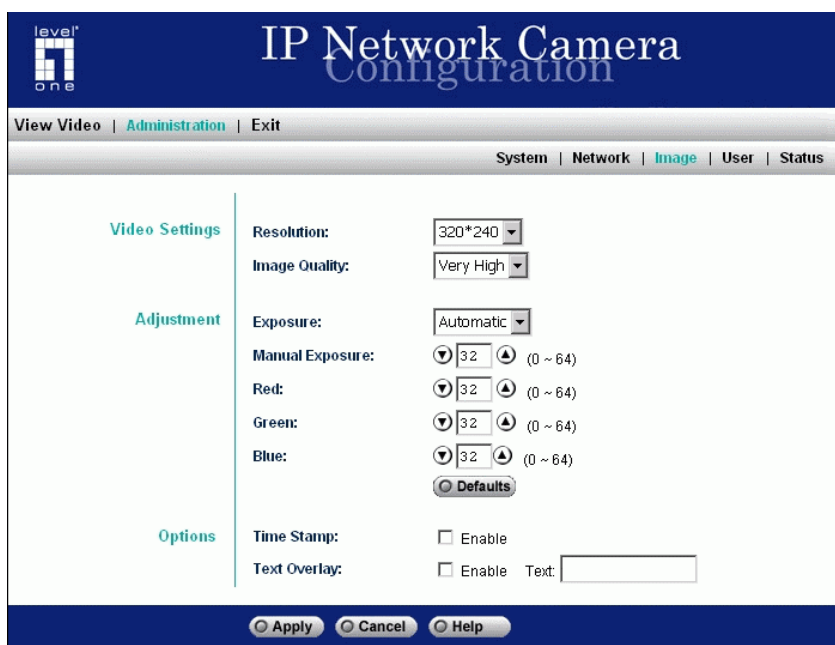 level one
IP Network Camera
Configuration
View Video | Administration | Exit
System | Network | Image | User | Status
Video Settings
Resolution: 320*240
Image Quality: Very High
Adjustment
Exposure: Automatic
Manual Exposure: 32 (0 ~ 64)
Red: 32 (0 ~ 64)
Green: 32 (0 ~ 64)
Blue: 32 (0 ~ 64)
Defaults
Options
Time Stamp: Enable
Text Overlay: Enable Text:
Apply Cancel Help